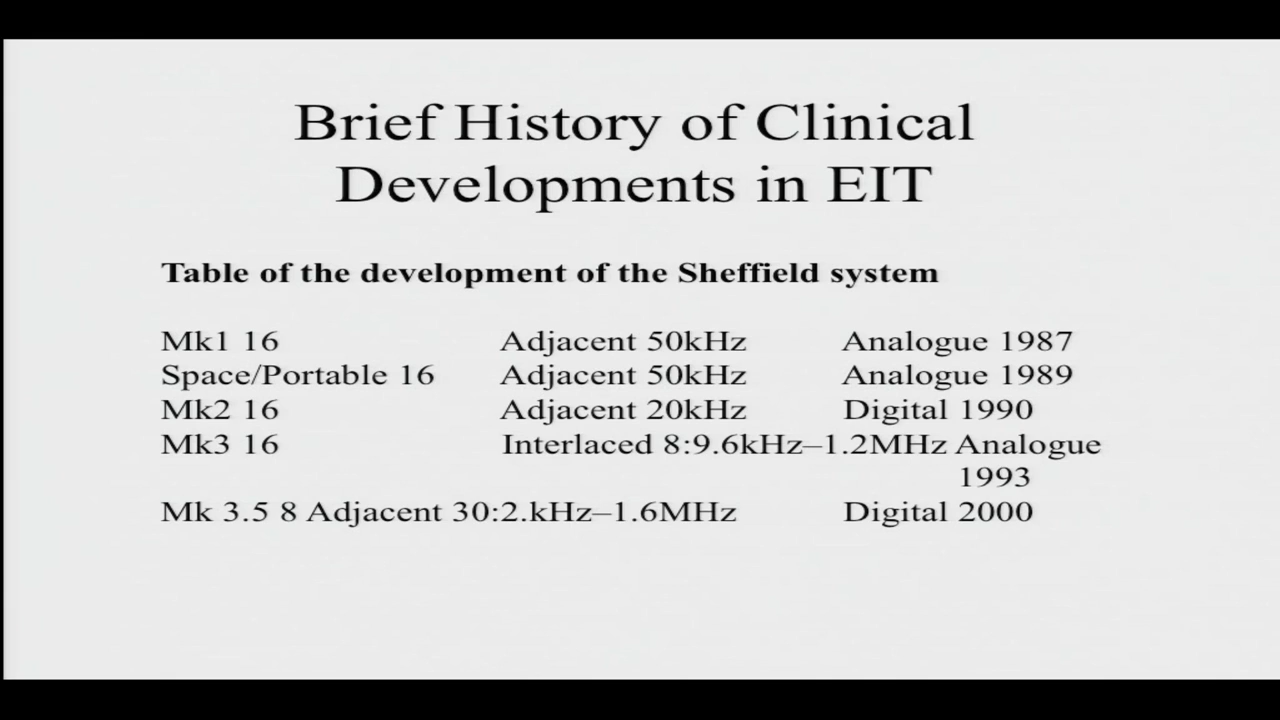 Brief History of Clinical
Developments in EIT
Table of the development of the Sheffield system
Mk1 16 Adjacent 50kHz Analogue 1987
Space/Portable 16 Adjacent 50kHz Analogue 1989
Mk2 16 Adjacent 20kHz Digital 1990
Mk3 16 Interlaced 8:9.6kHz–1.2MHz Analogue
1993
Mk 3.5 8 Adjacent 30:2.kHz–1.6MHz Digital 2000